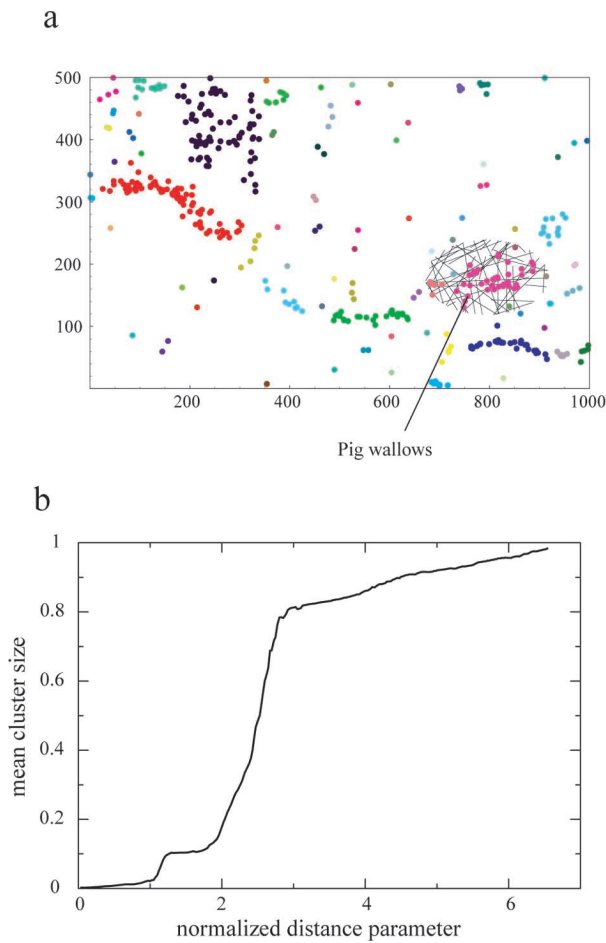 a
500
400
300
200
100
200 400 600 800 1000
Pig wallows
b
1
0.8
0.6
0.4
0.2
0
mean cluster size
0 2 4 6
normalized distance parameter